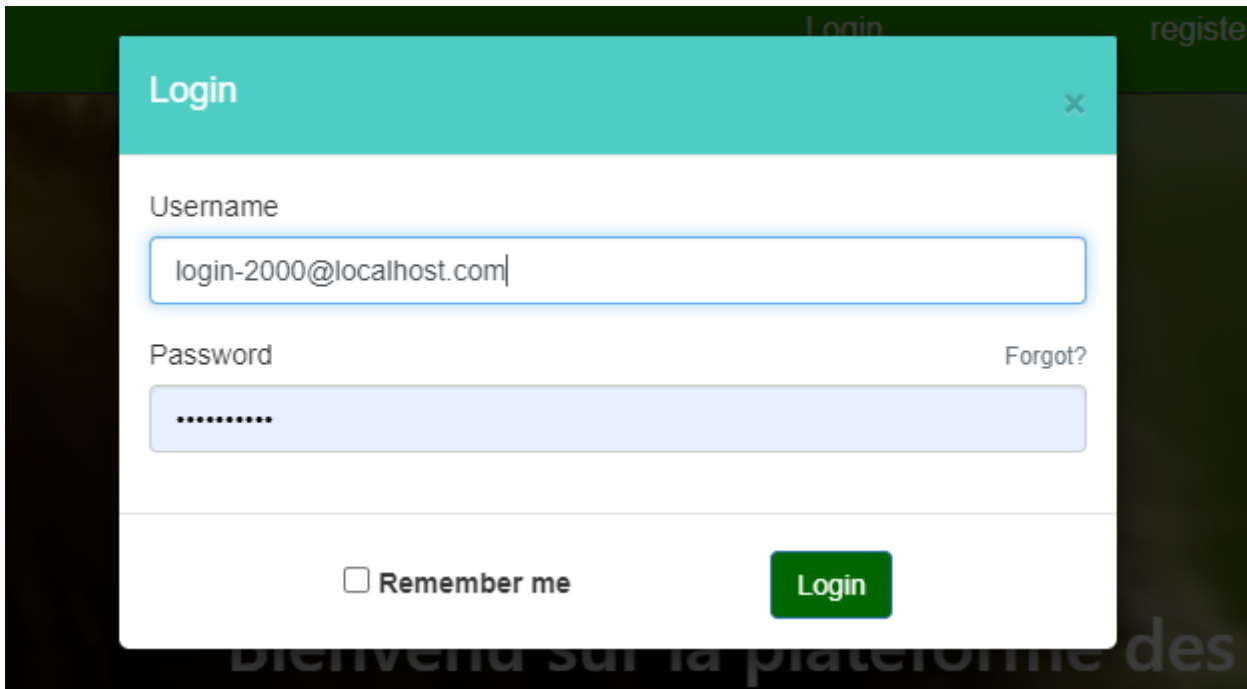 Login registe
Login ×
Username
login-2000@localhost.com
Password Forgot?
••••••••••
Remember me Login
Bienvenu sur la plateforme des